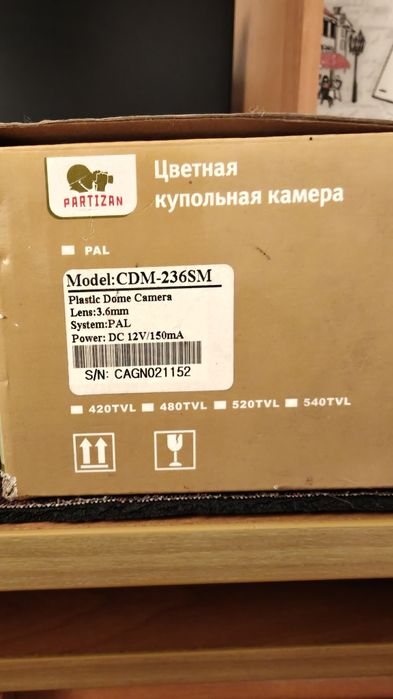 PARTIZAN
Цветная
купольная камера
PAL
Model:CDM-236SM
Plastic Dome Camera
Lens:3.6mm
System:PAL
Power: DC 12V/150mA
S/N: CAGN021152
420TVL 480TVL 520TVL 540TVL